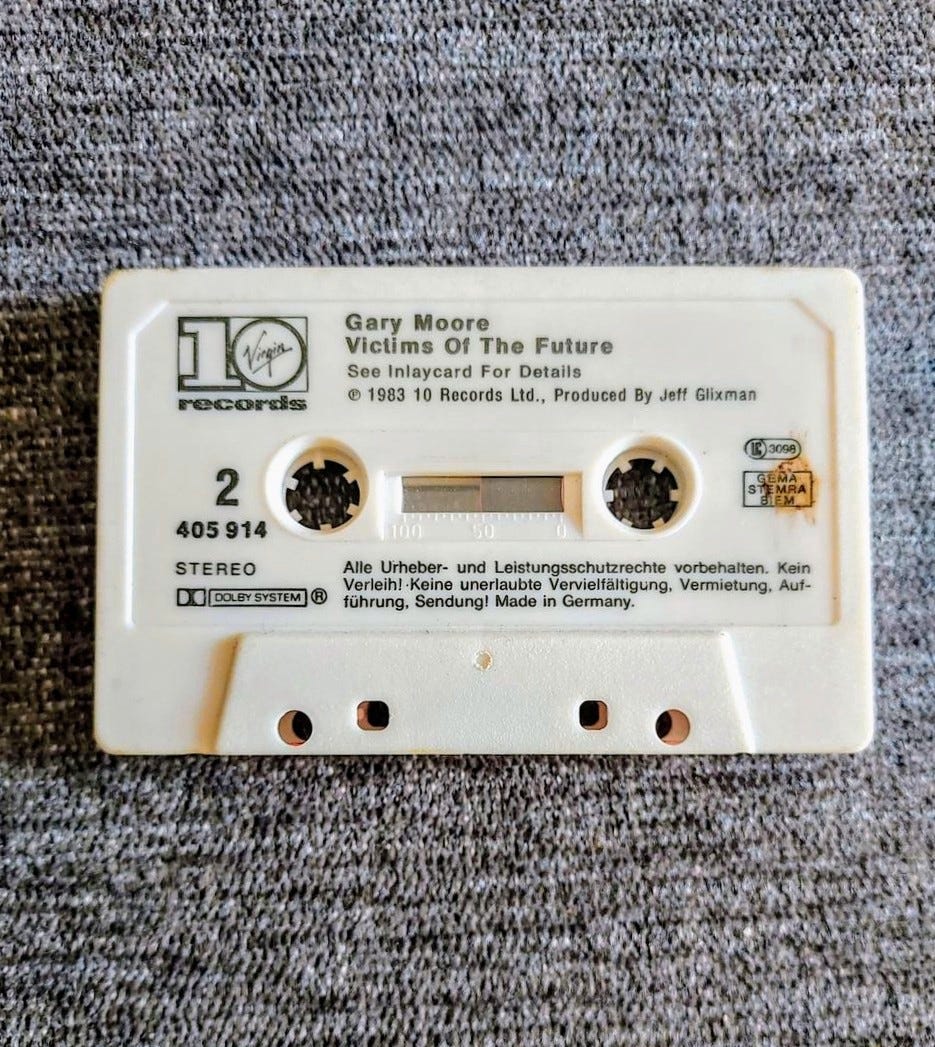 10
Virgin
records
Gary Moore
Victims Of The Future
See Inlaycard For Details
℗ 1983 10 Records Ltd., Produced By Jeff Glixman
2
405 914
LC 3098
GEMA
STEMRA
BIEM
100 50 0
STEREO
DOLBY SYSTEM ®
Alle Urheber- und Leistungsschutzrechte vorbehalten. Kein
Verleih! Keine unerlaubte Vervielfältigung, Vermietung, Auf-
führung, Sendung! Made in Germany.